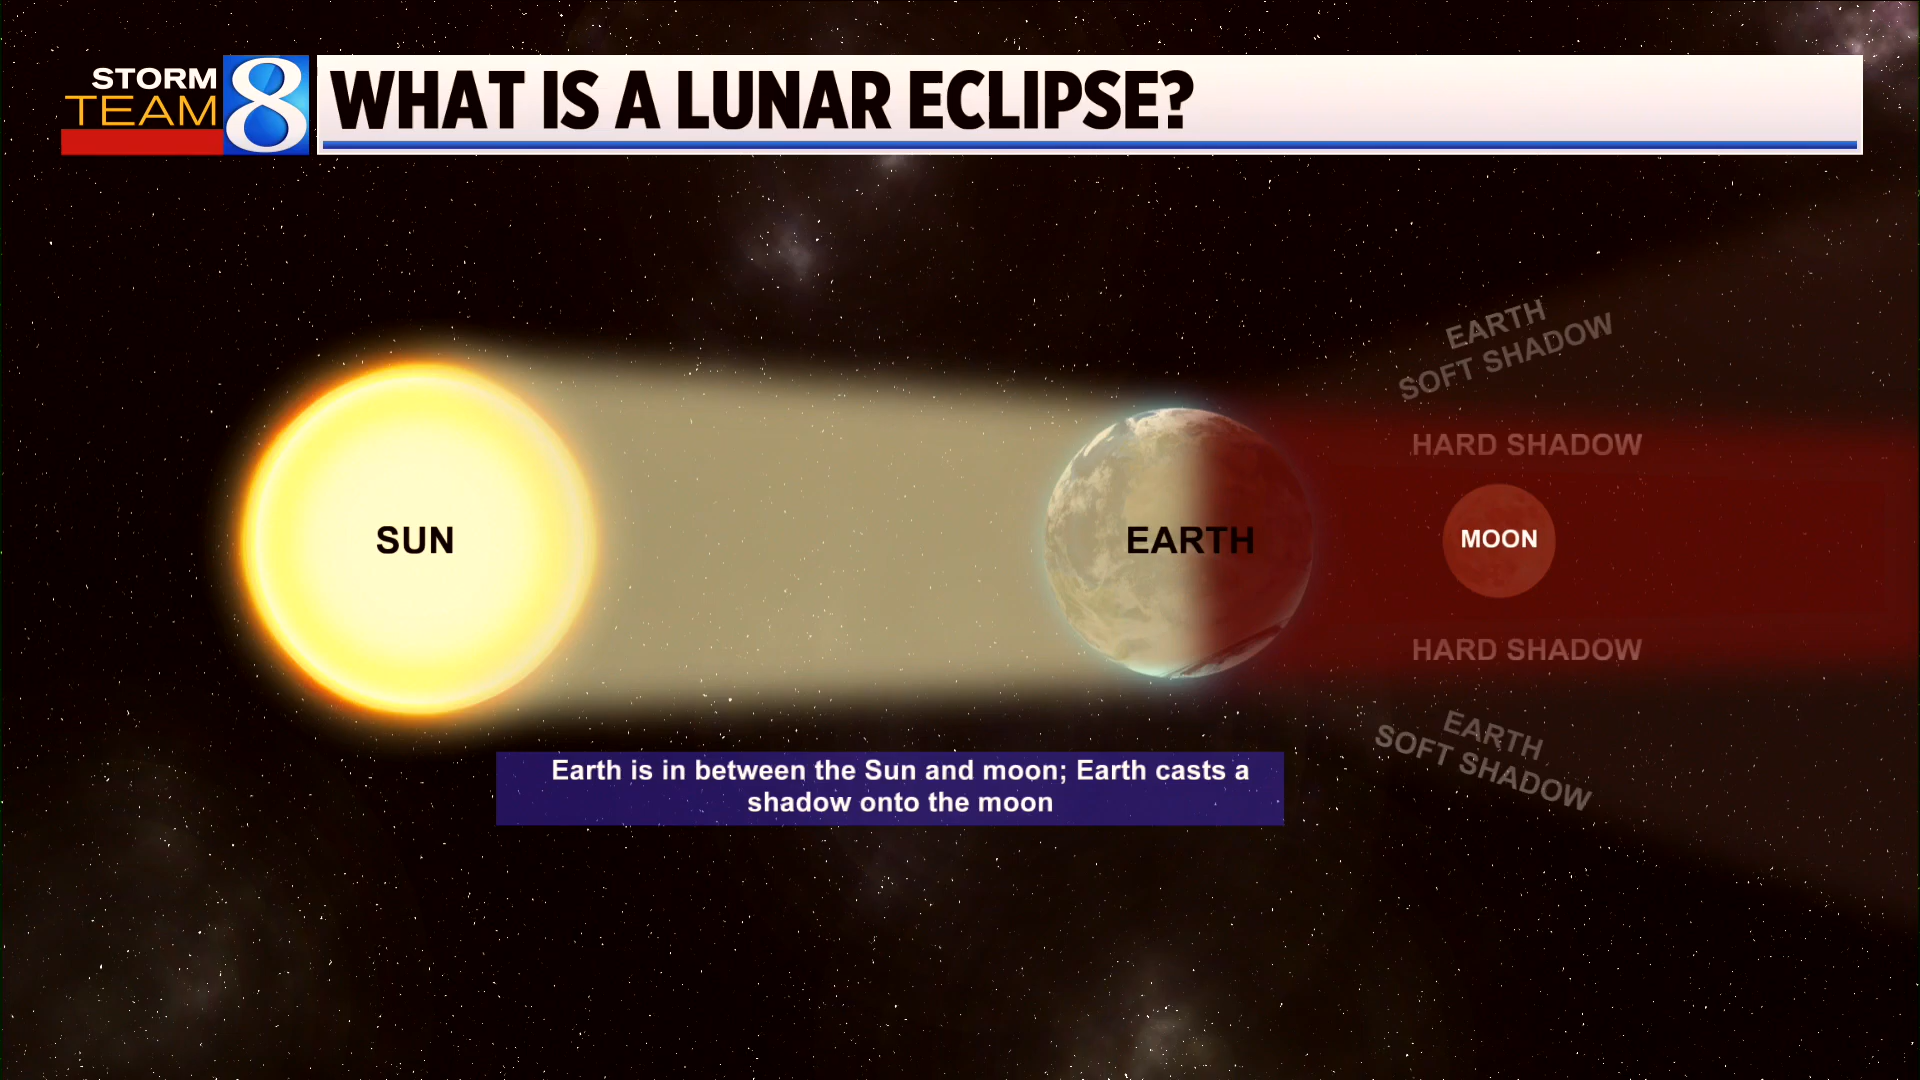 STORM
TEAM
8
WHAT IS A LUNAR ECLIPSE?
EARTH
SOFT SHADOW
HARD SHADOW
SUN
EARTH
MOON
HARD SHADOW
EARTH
SOFT SHADOW
Earth is in between the Sun and moon; Earth casts a
shadow onto the moon